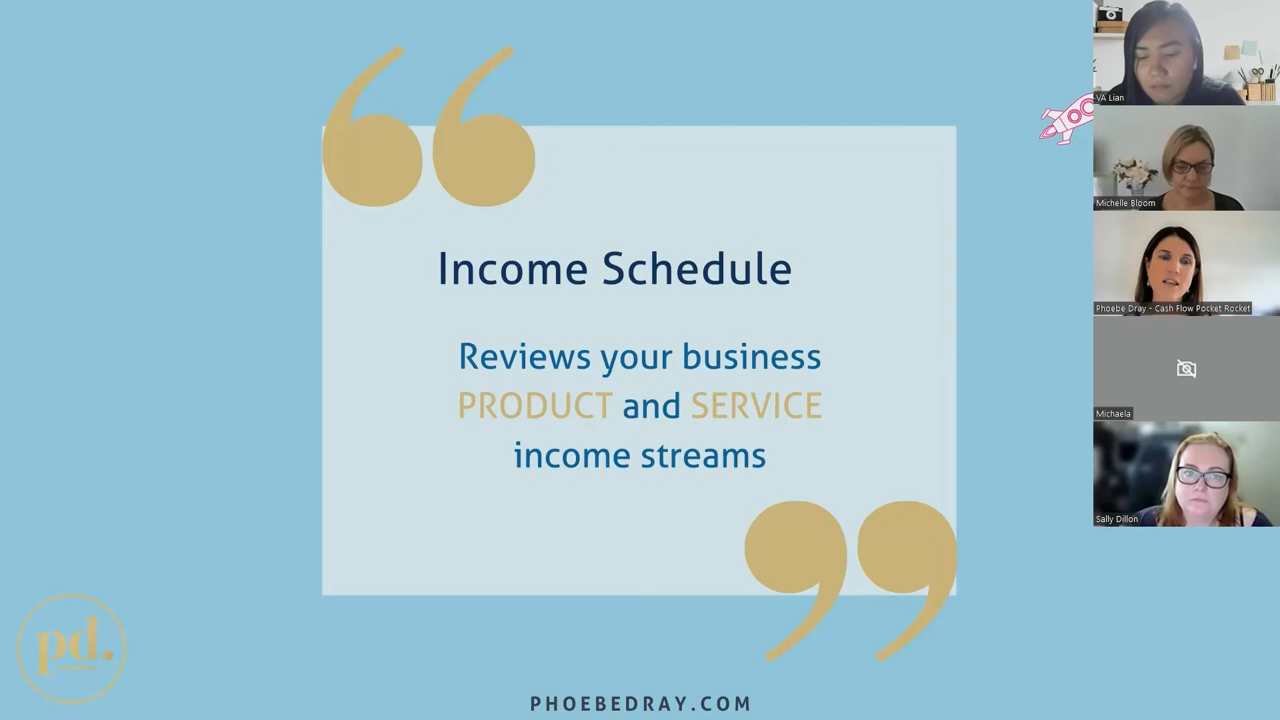 Income Schedule
Reviews your business
PRODUCT and SERVICE
income streams
pd.
PHOEBEDRAY.COM
VA Lian
Michelle Bloom
Phoebe Dray - Cash Flow Pocket Rocket
Michaela
Sally Dillon